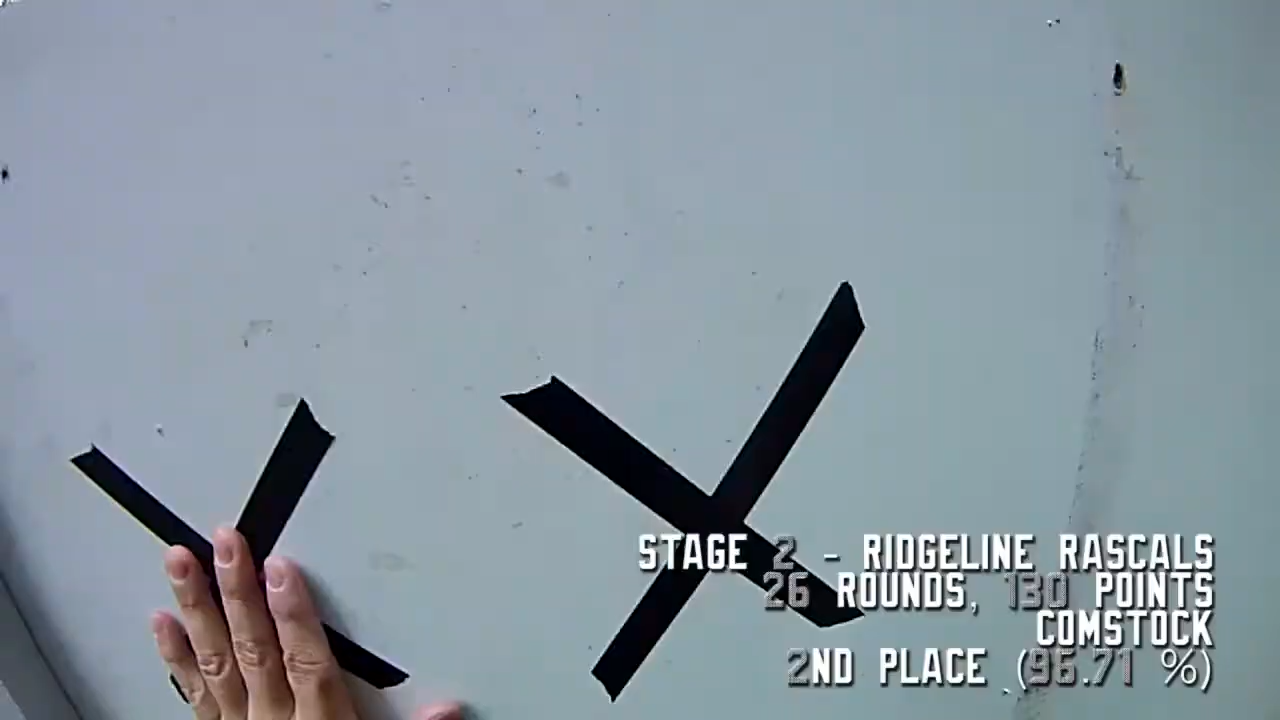 STAGE 2 - RIDGELINE RASCALS
26 ROUNDS, 130 POINTS
COMSTOCK
2ND PLACE (96.71 %)